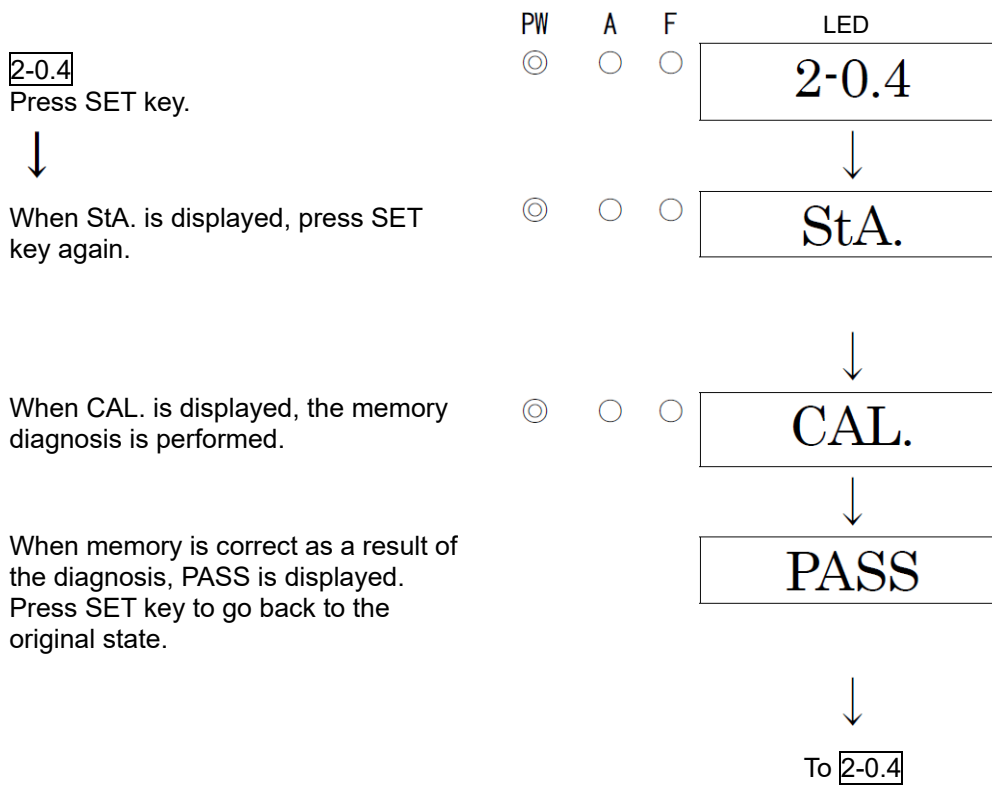 PW A F LED
2-0.4
2-0.4
Press SET key.
↓
↓
When StA. is displayed, press SET
key again.
StA.
↓
When CAL. is displayed, the memory
diagnosis is performed.
CAL.
↓
When memory is correct as a result of
the diagnosis, PASS is displayed.
Press SET key to go back to the
original state.
PASS
↓
To 2-0.4